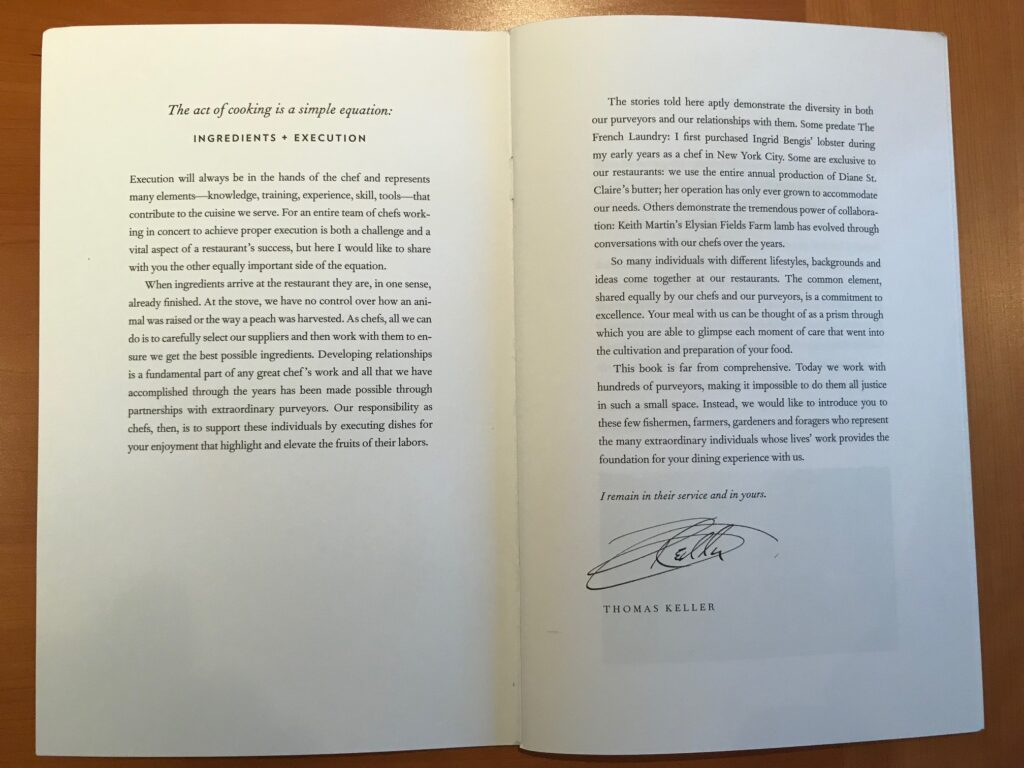 The act of cooking is a simple equation:
INGREDIENTS + EXECUTION
Execution will always be in the hands of the chef and represents
many elements—knowledge, training, experience, skill, tools—that
contribute to the cuisine we serve. For an entire team of chefs work-
ing in concert to achieve proper execution is both a challenge and a
vital aspect of a restaurant's success, but here I would like to share
with you the other equally important side of the equation.
When ingredients arrive at the restaurant they are, in one sense,
already finished. At the stove, we have no control over how an ani-
mal was raised or the way a peach was harvested. As chefs, all we can
do is to carefully select our suppliers and then work with them to en-
sure we get the best possible ingredients. Developing relationships
is a fundamental part of any great chef's work and all that we have
accomplished through the years has been made possible through
partnerships with extraordinary purveyors. Our responsibility as
chefs, then, is to support these individuals by executing dishes for
your enjoyment that highlight and elevate the fruits of their labors.
The stories told here aptly demonstrate the diversity in both
our purveyors and our relationships with them. Some predate The
French Laundry: I first purchased Ingrid Bengis' lobster during
my early years as a chef in New York City. Some are exclusive to
our restaurants: we use the entire annual production of Diane St.
Claire's butter; her operation has only ever grown to accommodate
our needs. Others demonstrate the tremendous power of collabora-
tion: Keith Martin's Elysian Fields Farm lamb has evolved through
conversations with our chefs over the years.
So many individuals with different lifestyles, backgrounds and
ideas come together at our restaurants. The common element,
shared equally by our chefs and our purveyors, is a commitment to
excellence. Your meal with us can be thought of as a prism through
which you are able to glimpse each moment of care that went into
the cultivation and preparation of your food.
This book is far from comprehensive. Today we work with
hundreds of purveyors, making it impossible to do them all justice
in such a small space. Instead, we would like to introduce you to
these few fishermen, farmers, gardeners and foragers who represent
the many extraordinary individuals whose lives' work provides the
foundation for your dining experience with us.
I remain in their service and in yours.
Keller
THOMAS KELLER